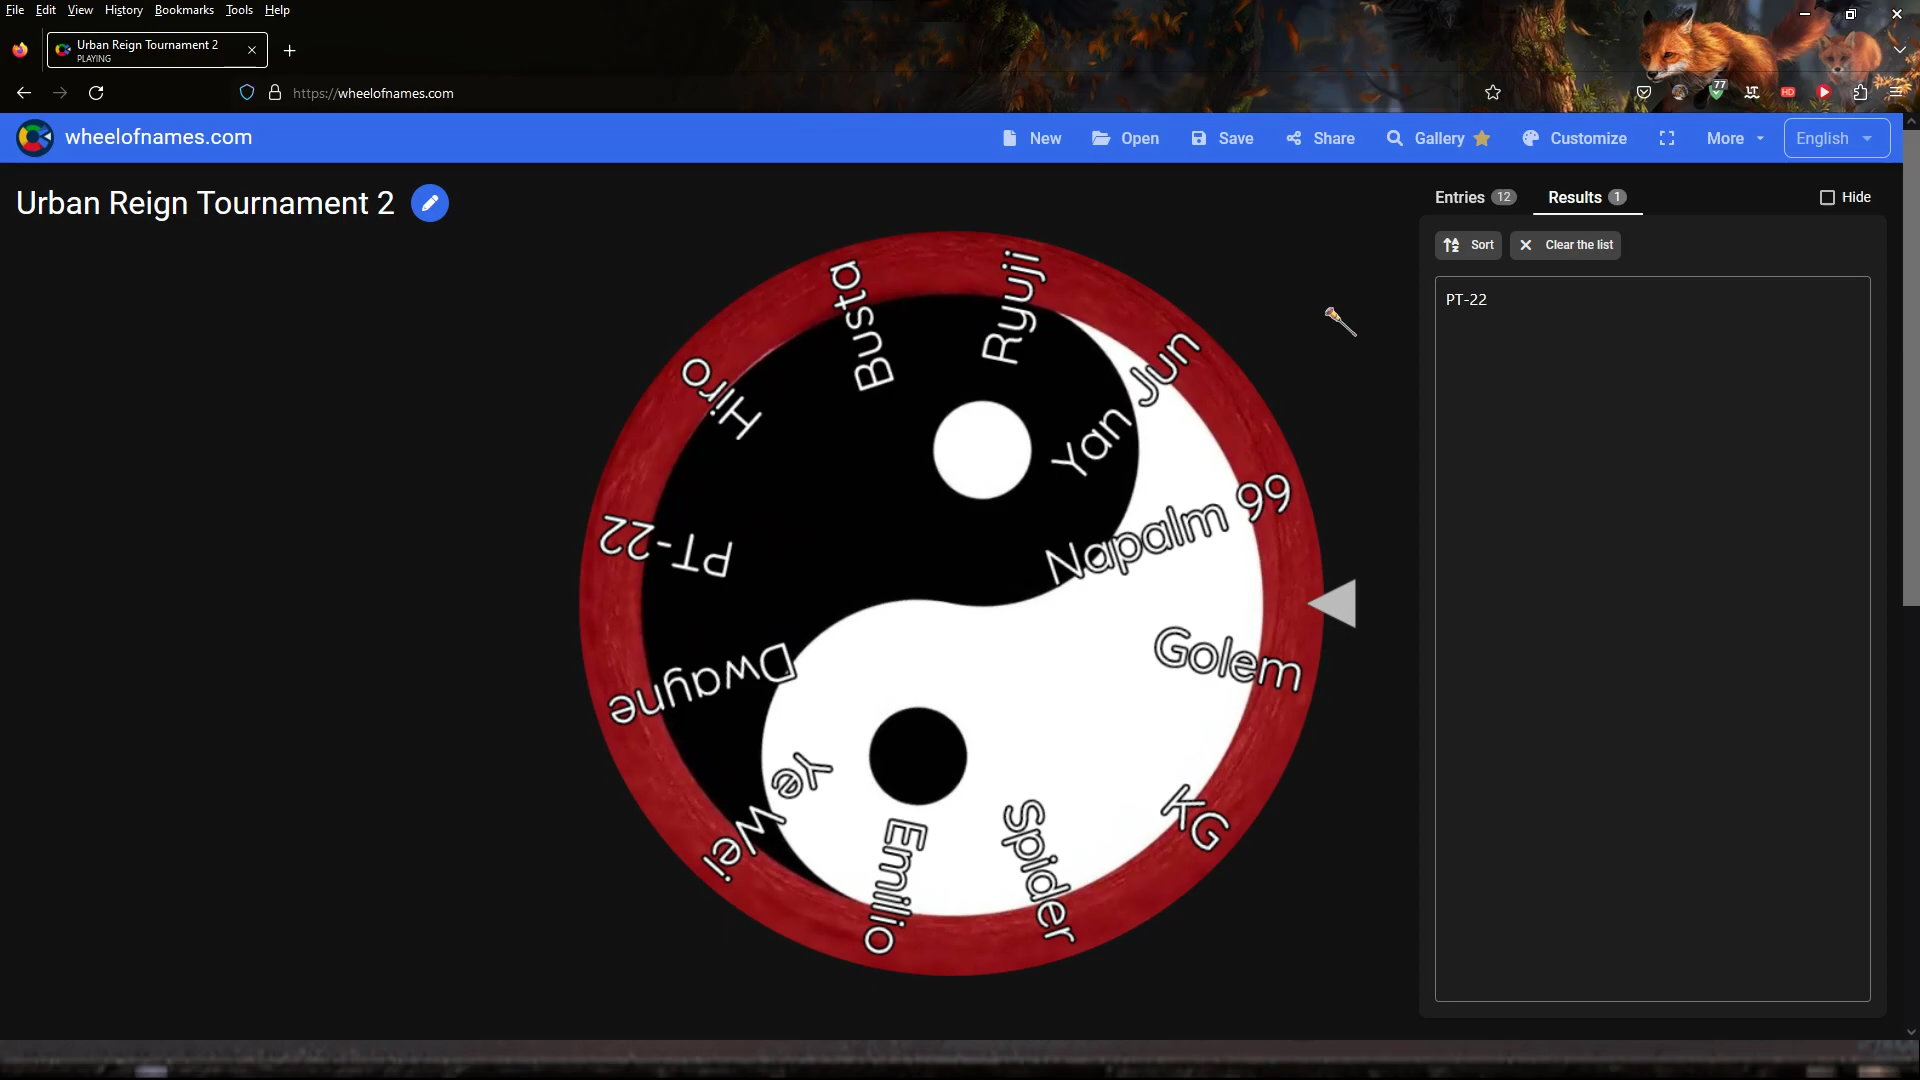 File Edit View History Bookmarks Tools Help
Urban Reign Tournament 2
PLAYING
https://wheelofnames.com
77
HD
wheelofnames.com
New Open Save Share Gallery Customize More English
Urban Reign Tournament 2
Entries 12 Results 1 Hide
Sort Clear the list
PT-22
Busta
Ryuji
Yan Jun
Napalm 99
Golem
KG
Spider
Emilio
Ye Wei
Dwayne
PT-22
Hiro